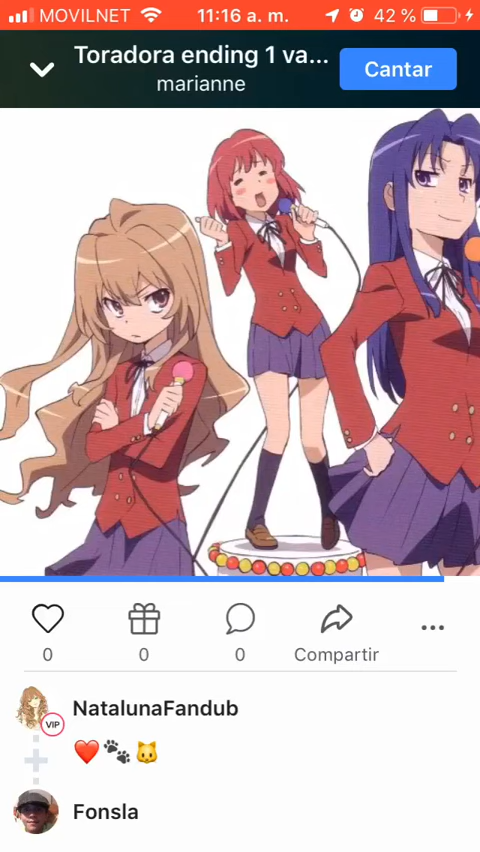 MOVILNET 11:16 a. m. 42 %
Toradora ending 1 va...
marianne
Cantar
0 0 0 Compartir
NatalunaFandub
VIP
❤️🐾🐱
Fonsla